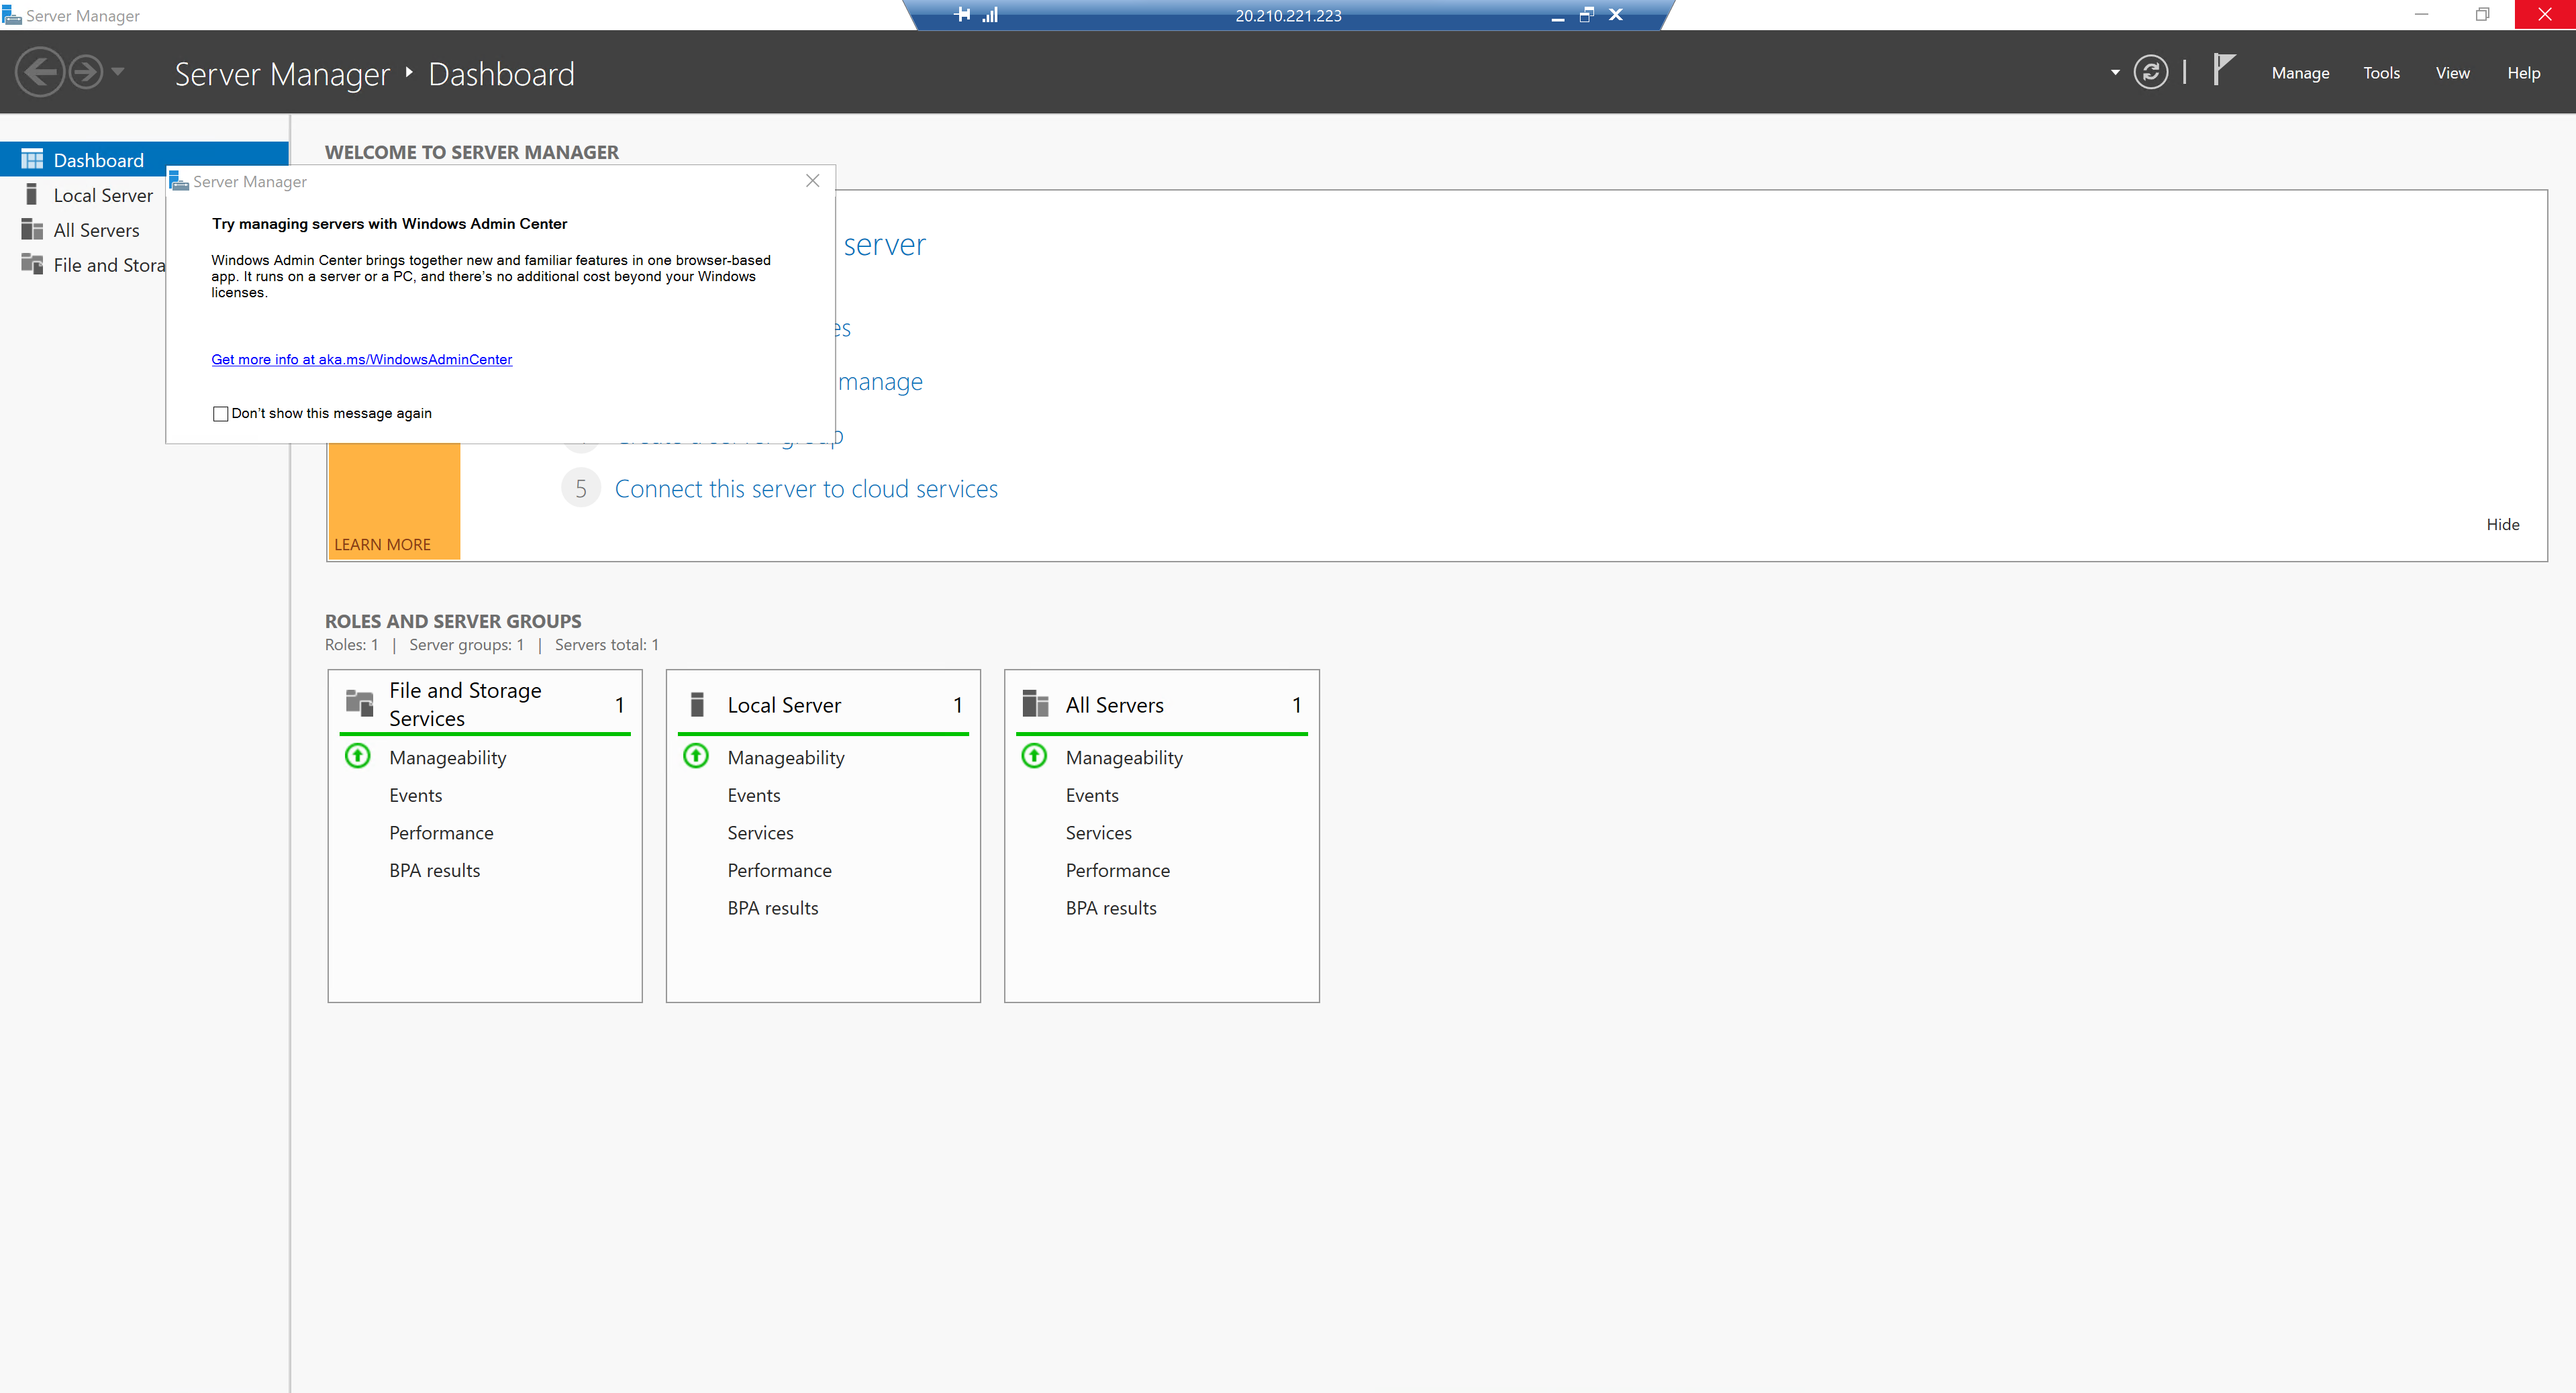 Server Manager
20.210.221.223
Server Manager
Dashboard
Manage
Tools
View
Help
Dashboard
Local Server
All Servers
File and Stora
WELCOME TO SERVER MANAGER
Server Manager
Try managing servers with Windows Admin Center
Windows Admin Center brings together new and familiar features in one browser-based
app. It runs on a server or a PC, and there's no additional cost beyond your Windows
licenses.
Get more info at aka.ms/WindowsAdminCenter
Don't show this message again
server
es
manage
5 Connect this server to cloud services
LEARN MORE
Hide
ROLES AND SERVER GROUPS
Roles: 1 | Server groups: 1 | Servers total: 1
File and Storage
Services
1
Manageability
Events
Performance
BPA results
Local Server
1
Manageability
Events
Services
Performance
BPA results
All Servers
1
Manageability
Events
Services
Performance
BPA results